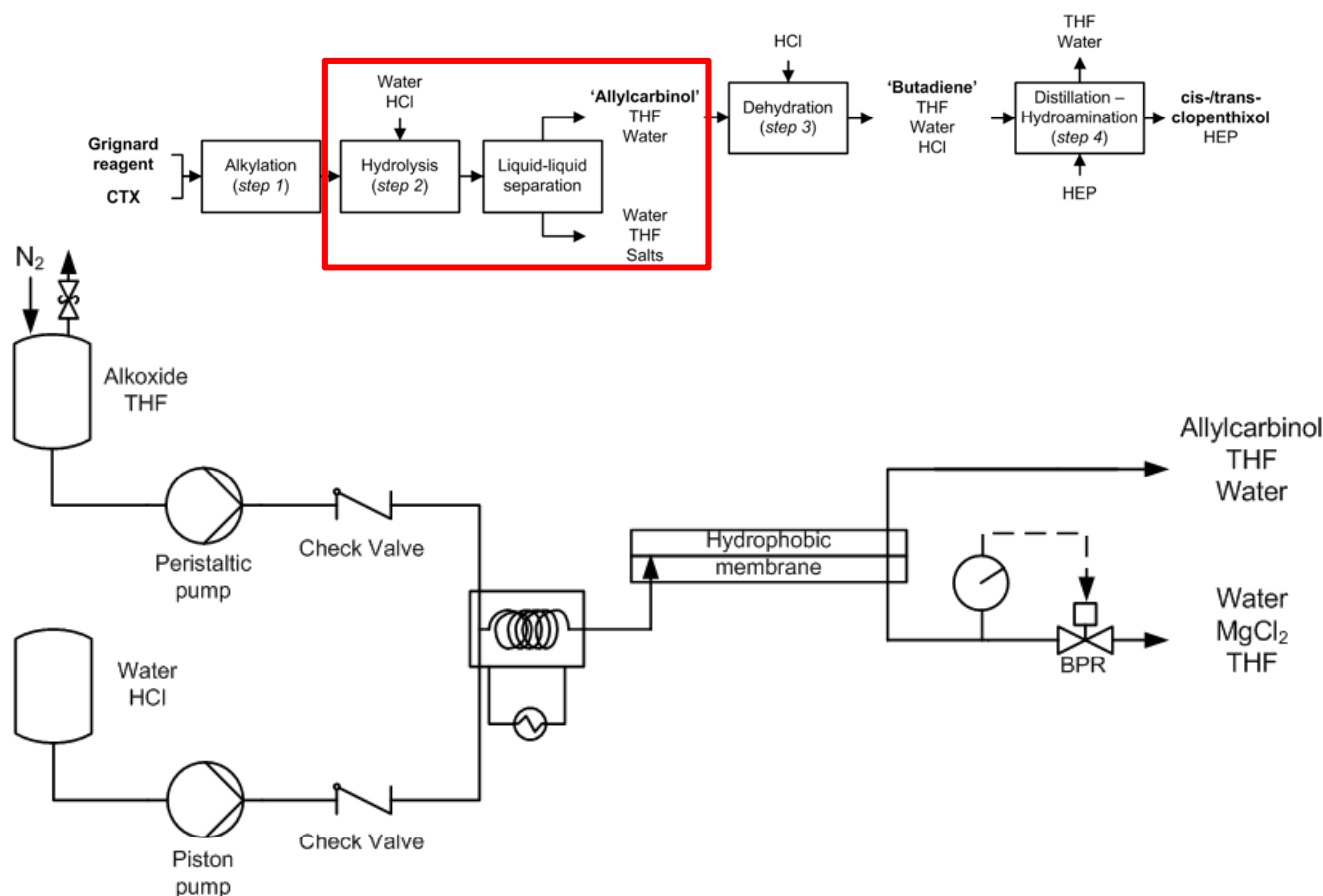 Grignard
reagent
CTX
Alkylation
(step 1)
Water
HCl
Hydrolysis
(step 2)
Liquid-liquid
separation
'Allylcarbinol'
THF
Water
Water
THF
Salts
HCl
Dehydration
(step 3)
'Butadiene'
THF
Water
HCl
THF
Water
Distillation –
Hydroamination
(step 4)
HEP
cis-/trans-
clopenthixol
HEP
N2
Alkoxide
THF
Peristaltic
pump
Check Valve
Water
HCl
Piston
pump
Check Valve
Hydrophobic
membrane
Allylcarbinol
THF
Water
BPR
Water
MgCl2
THF